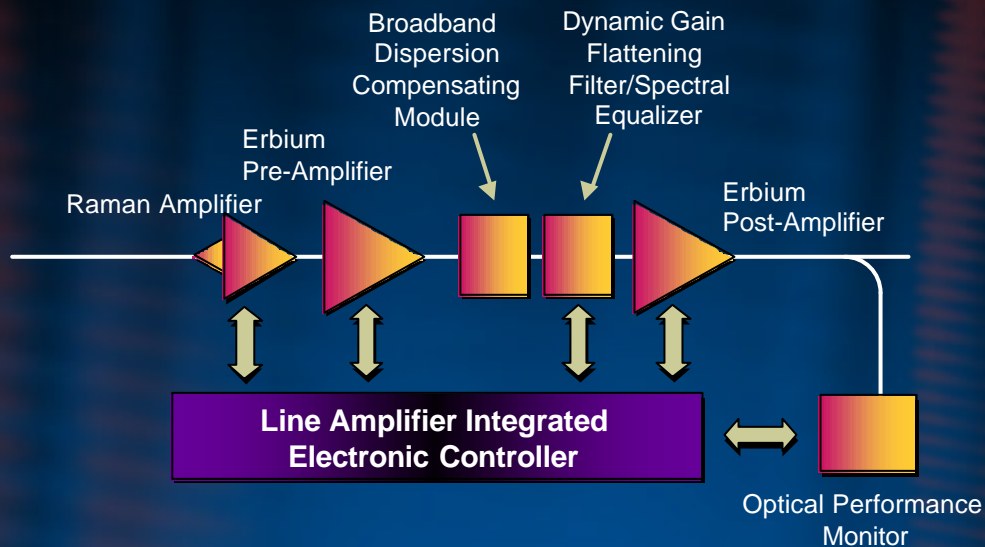 Broadband
Dispersion
Compensating
Module
Dynamic Gain
Flattening
Filter/Spectral
Equalizer
Erbium
Pre-Amplifier
Raman Amplifier
Erbium
Post-Amplifier
Line Amplifier Integrated
Electronic Controller
Optical Performance
Monitor